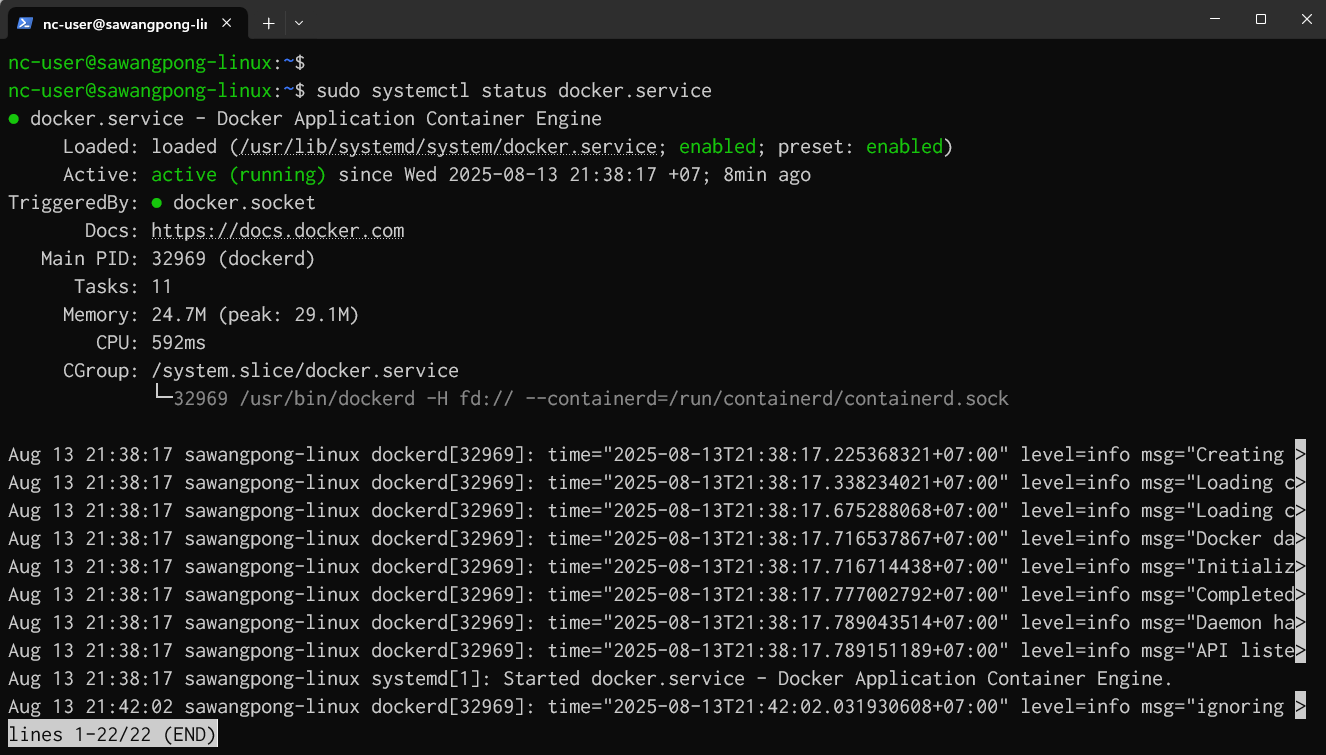 nc-user@sawangpong-lin
nc-user@sawangpong-linux:~$
nc-user@sawangpong-linux:~$ sudo systemctl status docker.service
● docker.service - Docker Application Container Engine
Loaded: loaded (/usr/lib/systemd/system/docker.service; enabled; preset: enabled)
Active: active (running) since Wed 2025-08-13 21:38:17 +07; 8min ago
TriggeredBy: ● docker.socket
Docs: https://docs.docker.com
Main PID: 32969 (dockerd)
Tasks: 11
Memory: 24.7M (peak: 29.1M)
CPU: 592ms
CGroup: /system.slice/docker.service
└─32969 /usr/bin/dockerd -H fd:// --containerd=/run/containerd/containerd.sock
Aug 13 21:38:17 sawangpong-linux dockerd[32969]: time="2025-08-13T21:38:17.225368321+07:00" level=info msg="Creating >
Aug 13 21:38:17 sawangpong-linux dockerd[32969]: time="2025-08-13T21:38:17.338234021+07:00" level=info msg="Loading c>
Aug 13 21:38:17 sawangpong-linux dockerd[32969]: time="2025-08-13T21:38:17.675288068+07:00" level=info msg="Loading c>
Aug 13 21:38:17 sawangpong-linux dockerd[32969]: time="2025-08-13T21:38:17.716537867+07:00" level=info msg="Docker da>
Aug 13 21:38:17 sawangpong-linux dockerd[32969]: time="2025-08-13T21:38:17.716714438+07:00" level=info msg="Initializ>
Aug 13 21:38:17 sawangpong-linux dockerd[32969]: time="2025-08-13T21:38:17.777002792+07:00" level=info msg="Completed>
Aug 13 21:38:17 sawangpong-linux dockerd[32969]: time="2025-08-13T21:38:17.789043514+07:00" level=info msg="Daemon ha>
Aug 13 21:38:17 sawangpong-linux dockerd[32969]: time="2025-08-13T21:38:17.789151189+07:00" level=info msg="API liste>
Aug 13 21:38:17 sawangpong-linux systemd[1]: Started docker.service - Docker Application Container Engine.
Aug 13 21:42:02 sawangpong-linux dockerd[32969]: time="2025-08-13T21:42:02.031930608+07:00" level=info msg="ignoring >
lines 1-22/22 (END)